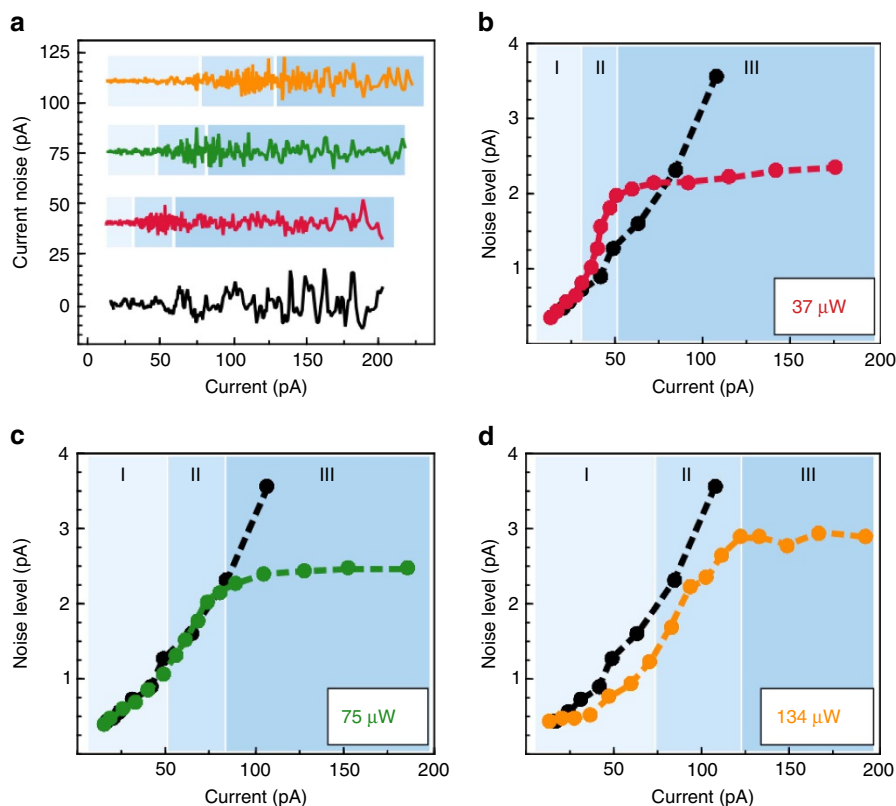 a
125
100
75
50
25
0
Current noise (pA)
0 50 100 150 200
Current (pA)
b
4
3
2
1
Noise level (pA)
I II III
37 μW
50 100 150 200
Current (pA)
c
4
3
2
1
Noise level (pA)
I II III
75 μW
50 100 150 200
Current (pA)
d
4
3
2
1
Noise level (pA)
I II III
134 μW
50 100 150 200
Current (pA)